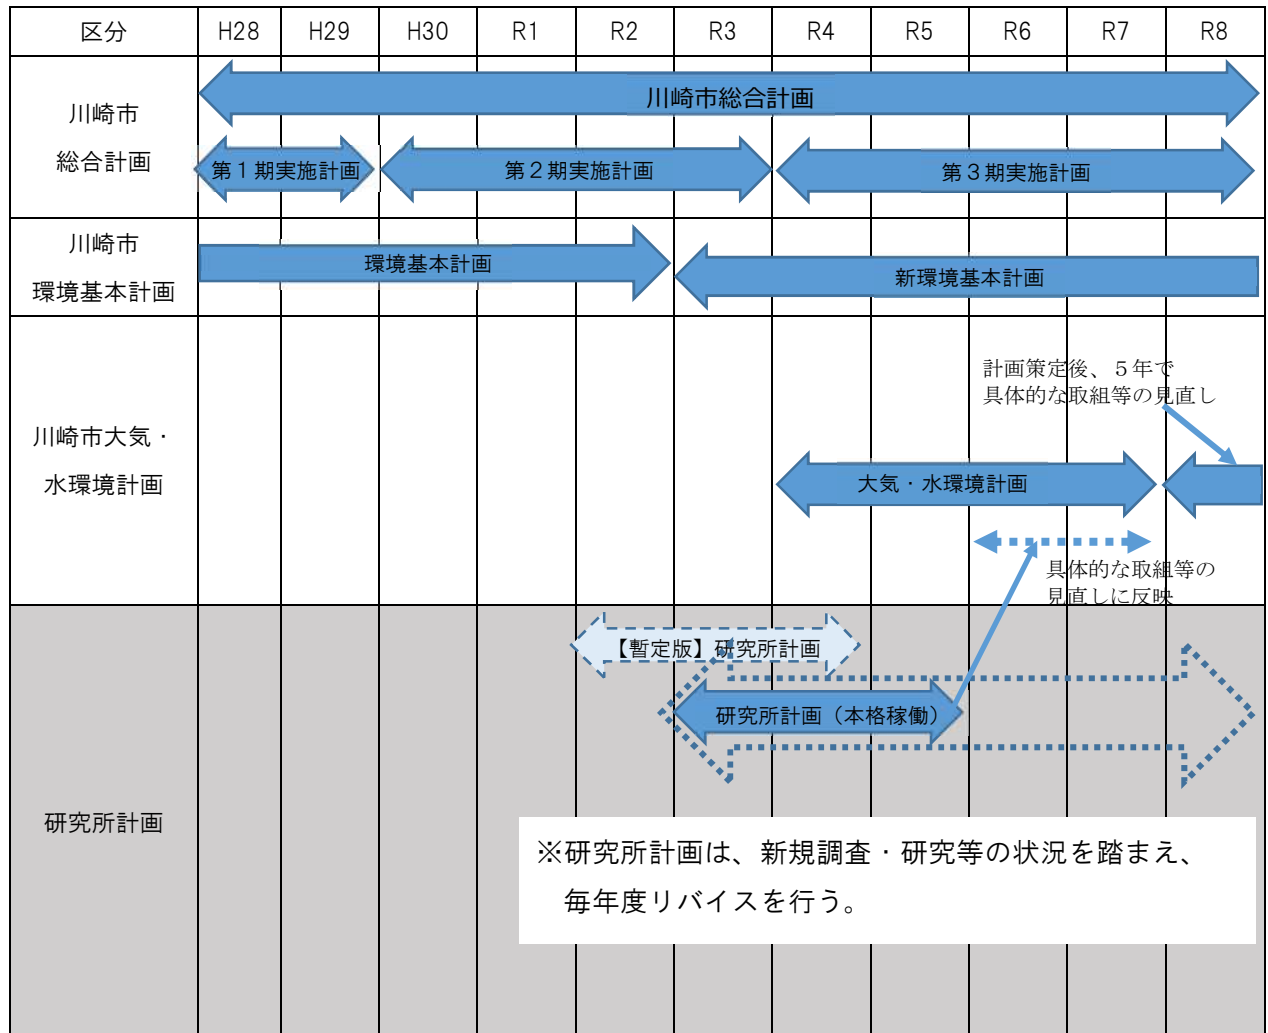 区分 H28 H29 H30 R1 R2 R3 R4 R5 R6 R7 R8
川崎市
総合計画
川崎市総合計画
第1期実施計画 第2期実施計画 第3期実施計画
川崎市
環境基本計画
環境基本計画 新環境基本計画
川崎市大気・
水環境計画
計画策定後、5年で
具体的な取組等の見直し
大気・水環境計画
具体的な取組等の
見直しに反映
研究所計画
【暫定版】研究所計画
研究所計画（本格稼働）
※研究所計画は、新規調査・研究等の状況を踏まえ、
毎年度リバイスを行う。